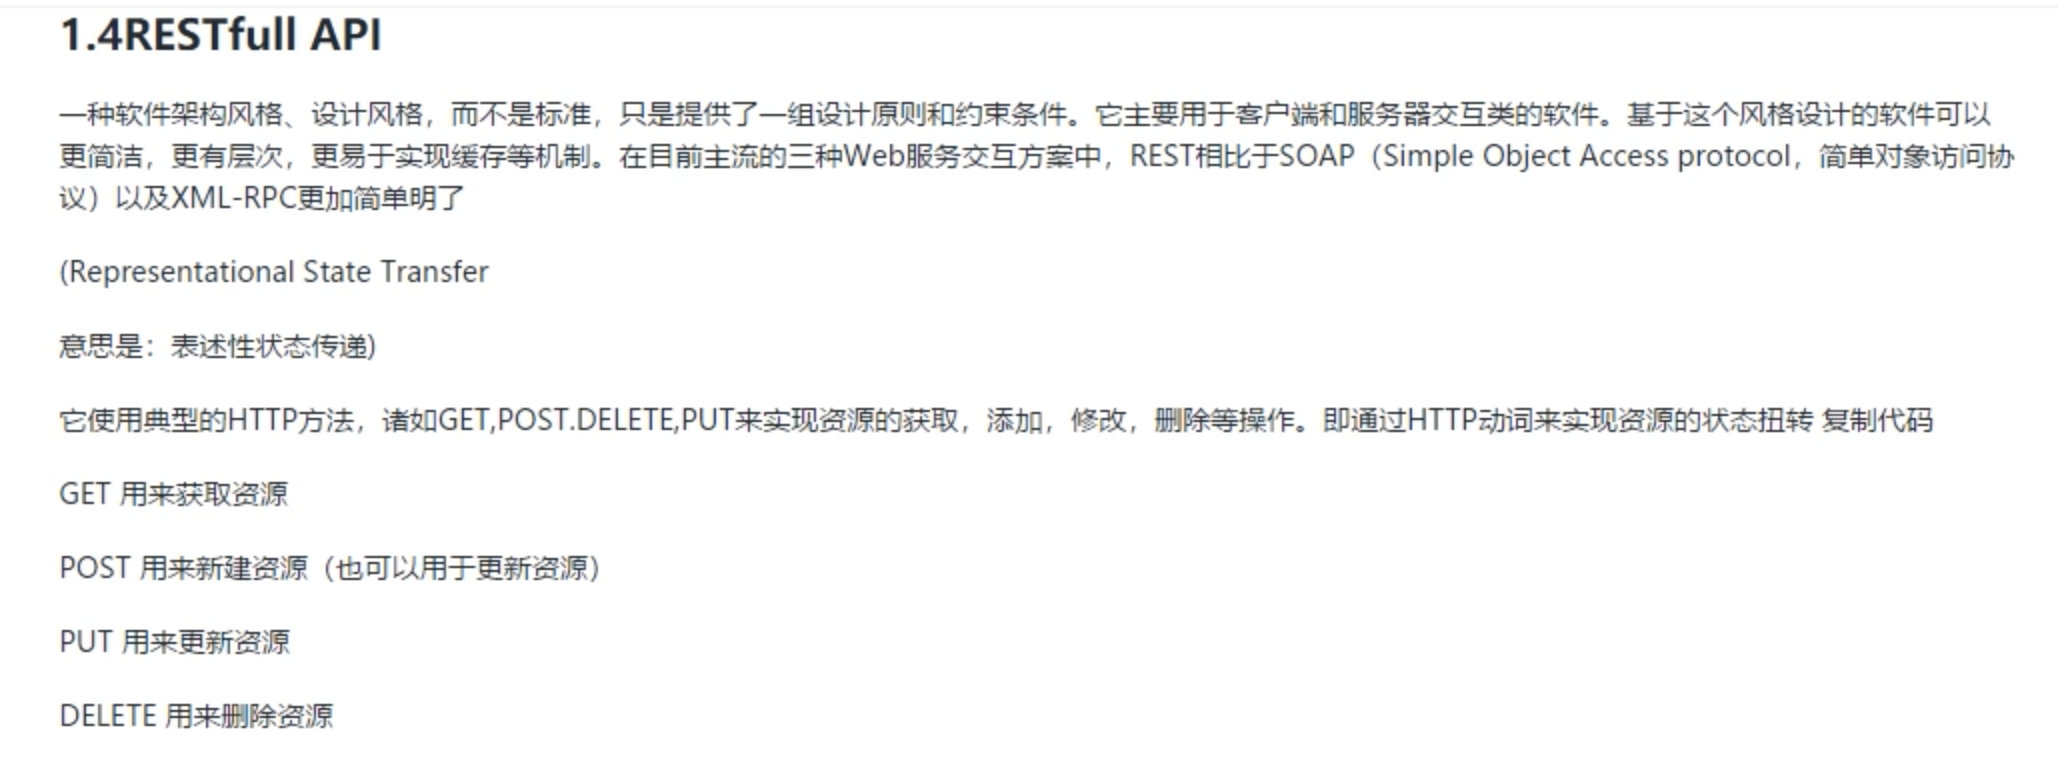 1.4RESTfull API
一种软件架构风格、设计风格，而不是标准，只是提供了一组设计原则和约束条件。它主要用于客户端和服务器交互类的软件。基于这个风格设计的软件可以
更简洁，更有层次，更易于实现缓存等机制。在目前主流的三种Web服务交互方案中，REST相比于SOAP（Simple Object Access protocol，简单对象访问协
议）以及XML-RPC更加简单明了
(Representational State Transfer
意思是：表述性状态传递)
它使用典型的HTTP方法，诸如GET,POST.DELETE,PUT来实现资源的获取，添加，修改，删除等操作。即通过HTTP动词来实现资源的状态扭转 复制代码
GET 用来获取资源
POST 用来新建资源（也可以用于更新资源）
PUT 用来更新资源
DELETE 用来删除资源